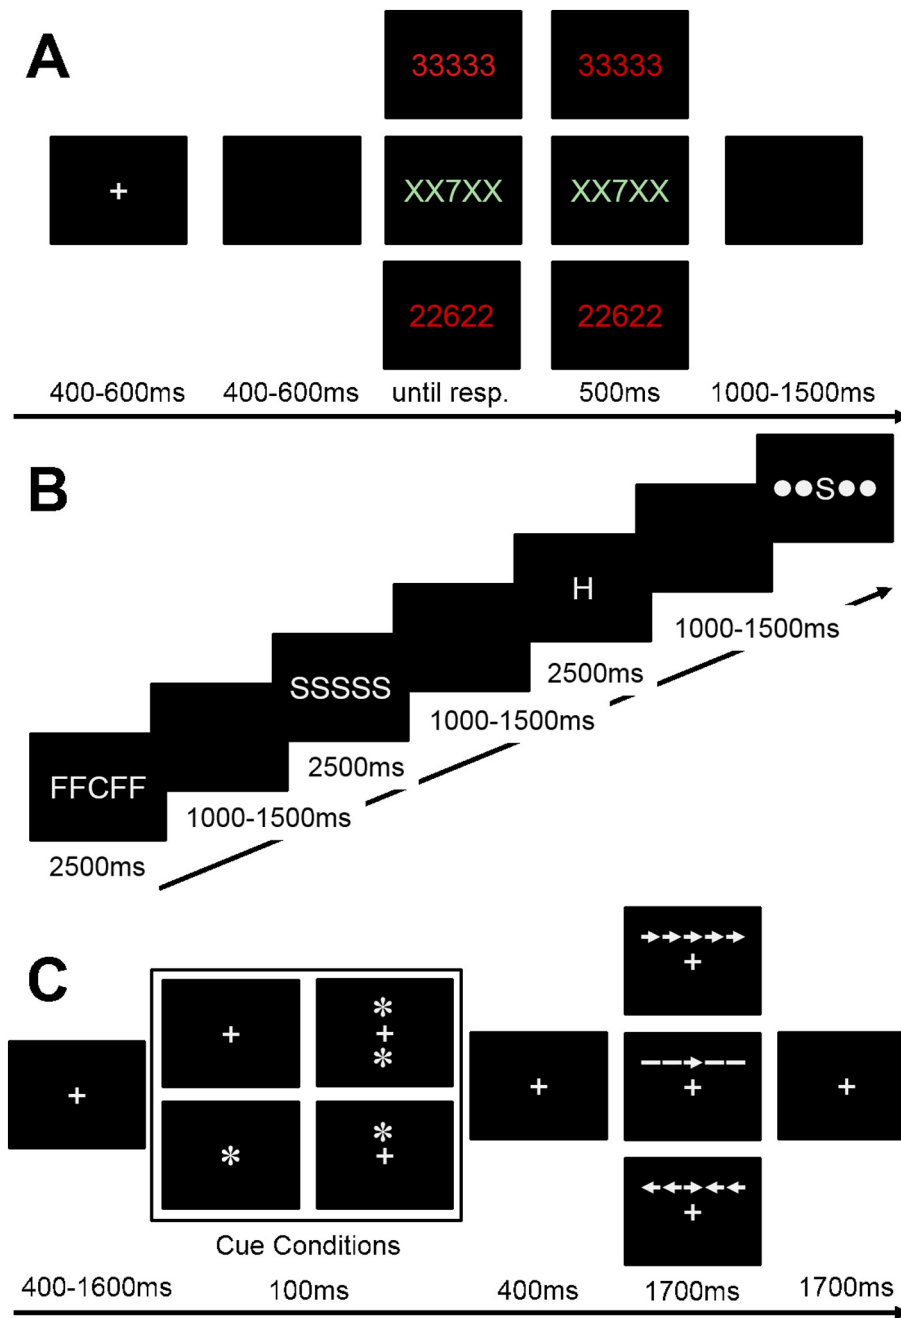 A
33333
33333
+
XX7XX
XX7XX
22622
22622
400-600ms
400-600ms
until resp.
500ms
1000-1500ms
B
●●S●●
H
1000-1500ms
SSSSS
2500ms
1000-1500ms
FFCFF
2500ms
1000-1500ms
2500ms
C
+
+
*
+
*
*
*
+
+
+
+
+
+
Cue Conditions
400-1600ms
100ms
400ms
1700ms
1700ms